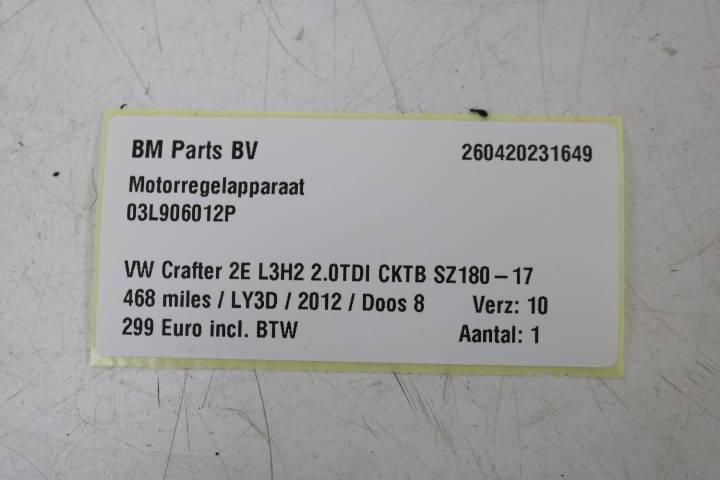 BM Parts BV 260420231649
Motorregelapparaat
03L906012P
VW Crafter 2E L3H2 2.0TDI CKTB SZ180-17
468 miles / LY3D / 2012 / Doos 8 Verz: 10
299 Euro incl. BTW Aantal: 1